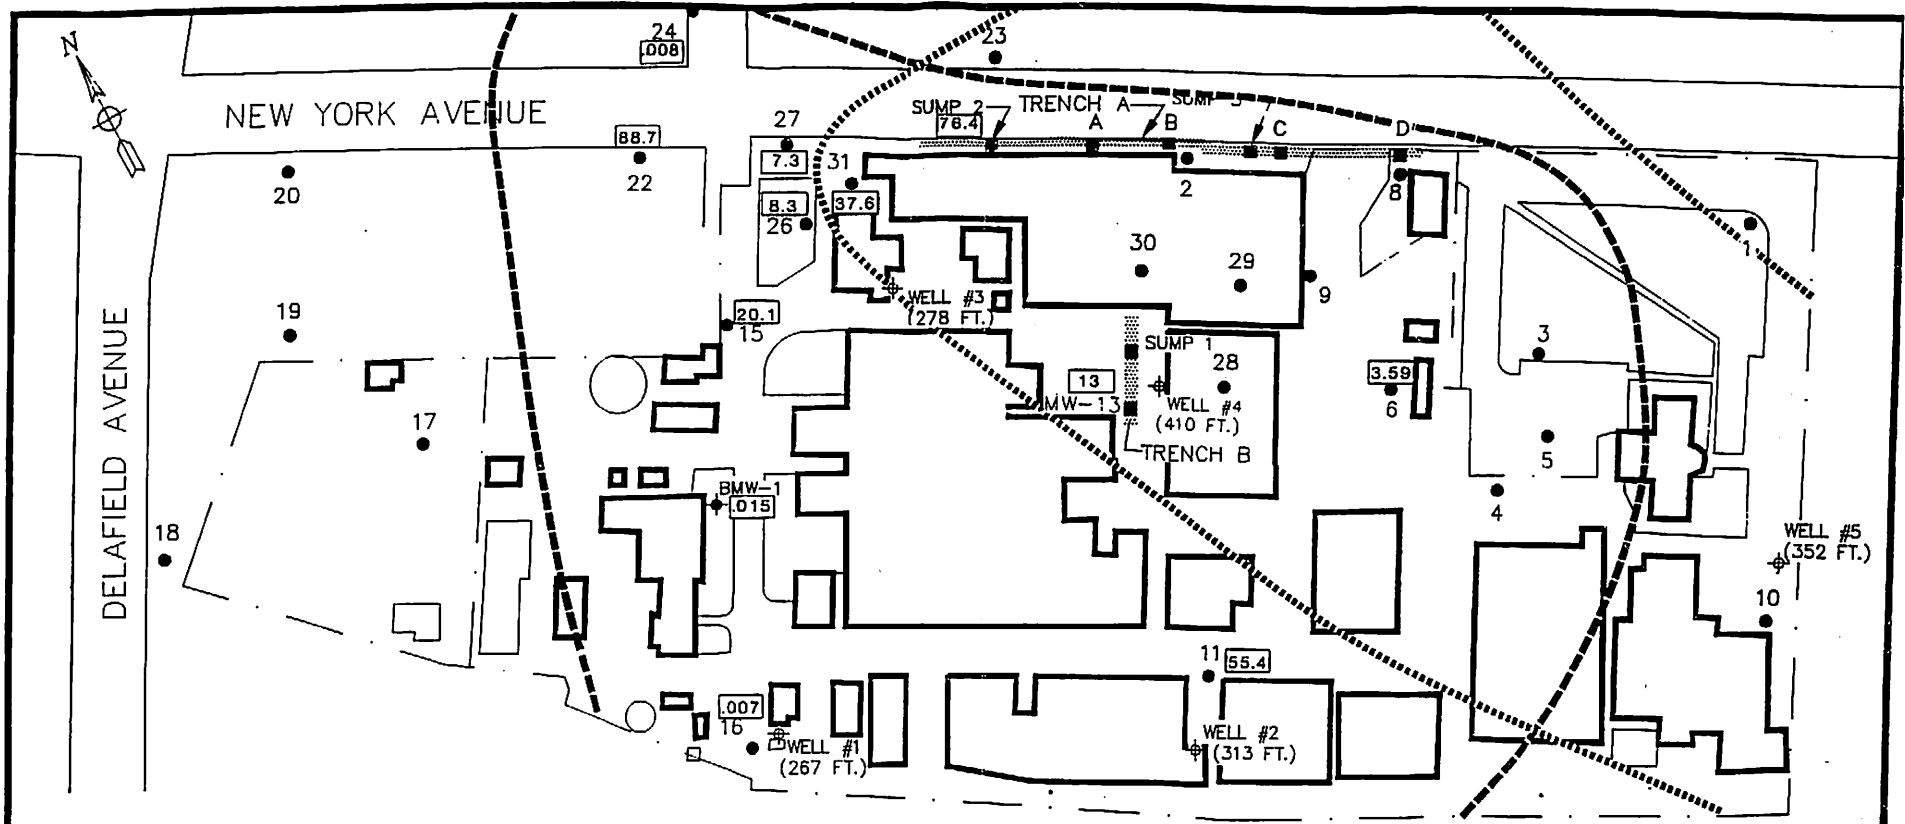 24
.008
23
N
NEW YORK AVENUE
SUMP 2
76.4
TRENCH A
A
B
C
D
27
7.3
88.7
22
20
31
37.6
8.3
26
2
8
30
29
9
WELL #3
(278 FT.)
20.1
15
19
DELAFIELD AVENUE
SUMP 1
28
13
MW-13
WELL #4
(410 FT.)
TRENCH B
3.59
6
3
5
4
17
BMW-1
.015
18
WELL #5
(352 FT.)
10
11
55.4
.007
16
WELL #1
(267 FT.)
WELL #2
(313 FT.)